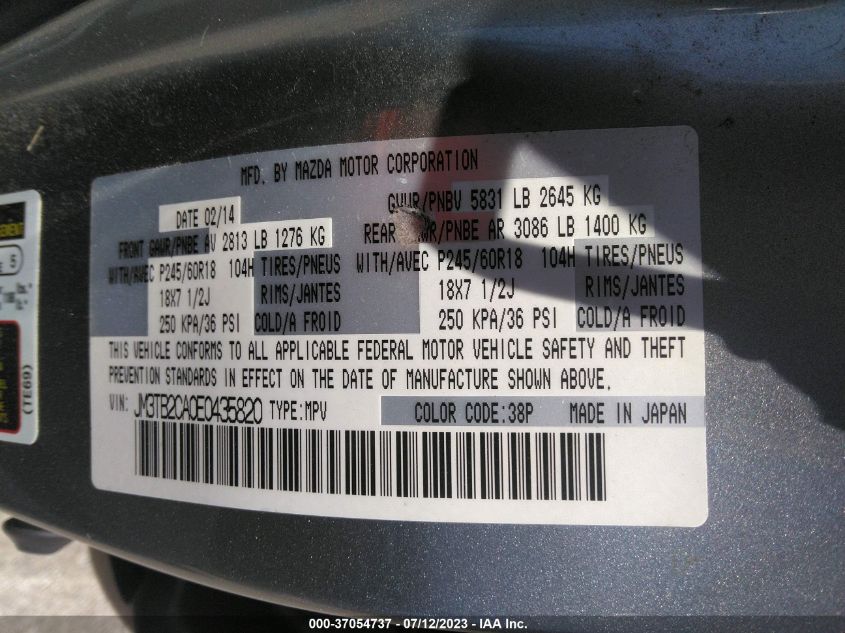 MFD. BY MAZDA MOTOR CORPORATION
DATE 02/14
GVWR/PNBV 5831 LB 2645 KG
FRONT GAWR/PNBE AV 2813 LB 1276 KG
REAR /PNBE AR 3086 LB 1400 KG
WITH/AVEC P245/60R18 104H TIRES/PNEUS
WITH/AVEC P245/60R18 104H TIRES/PNEUS
18X7 1/2J RIMS/JANTES
18X7 1/2J RIMS/JANTES
250 KPA/36 PSI COLD/A FROID
250 KPA/36 PSI COLD/A FROID
THIS VEHICLE CONFORMS TO ALL APPLICABLE FEDERAL MOTOR VEHICLE SAFETY AND THEFT
PREVENTION STANDARDS IN EFFECT ON THE DATE OF MANUFACTURE SHOWN ABOVE.
VIN: JM3TB2CA0E0435820 TYPE:MPV
COLOR CODE:38P MADE IN JAPAN
(TE69)
000-37054737 - 07/12/2023 - IAA Inc.